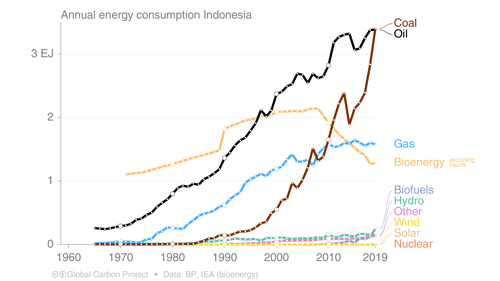 Annual energy consumption Indonesia
3 EJ
2
1
0
1960 1970 1980 1990 2000 2010 2019
Coal
Oil
Gas
Bioenergy excluding liquids
Biofuels
Hydro
Other
Wind
Solar
Nuclear
Global Carbon Project • Data: BP, IEA (bioenergy)